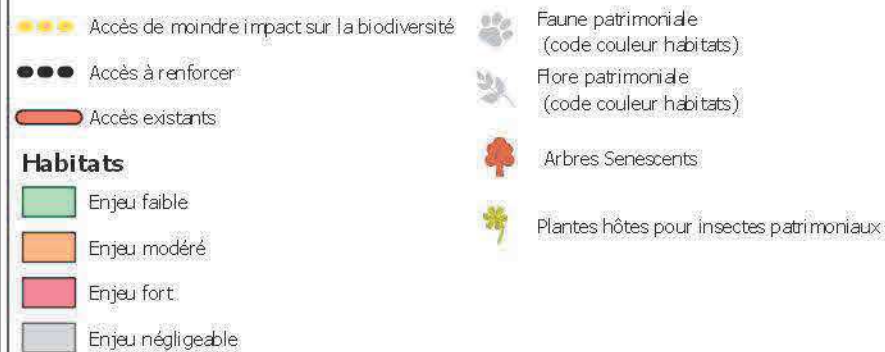 Accès de moindre impact sur la biodiversité
Accès à renforcer
Accès existants
Habitats
Enjeu faible
Enjeu modéré
Enjeu fort
Enjeu négligeable
Faune patrimoniale
(code couleur habitats)
Flore patrimoniale
(code couleur habitats)
Arbres Senescents
Plantes hôtes pour insectes patrimoniaux